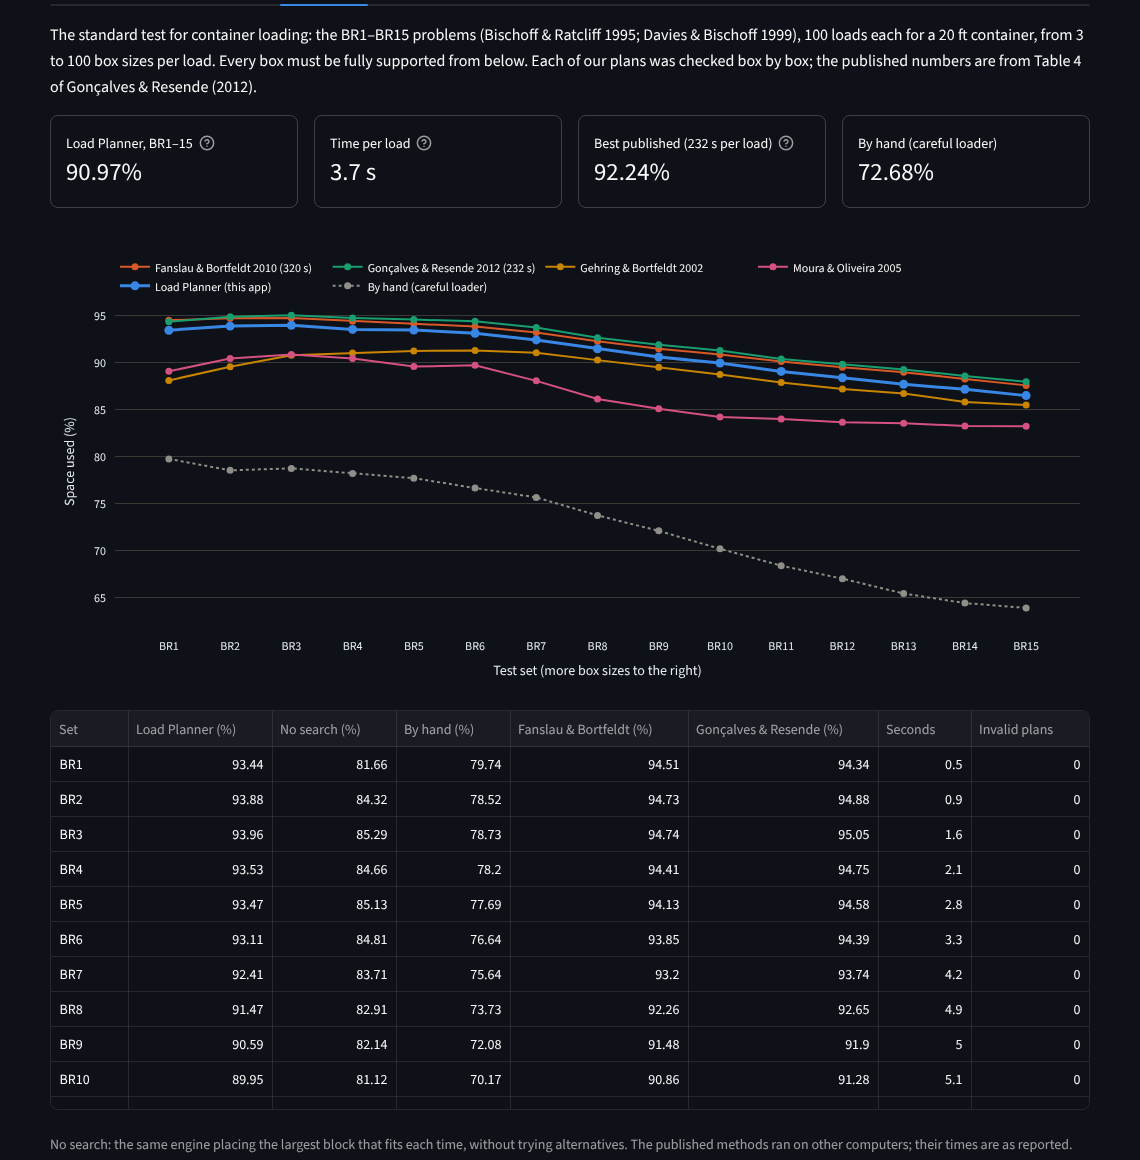 The standard test for container loading: the BR1–BR15 problems (Bischoff & Ratcliff 1995; Davies & Bischoff 1999), 100 loads each for a 20 ft container, from 3
to 100 box sizes per load. Every box must be fully supported from below. Each of our plans was checked box by box; the published numbers are from Table 4
of Gonçalves & Resende (2012).
Load Planner, BR1–15
90.97%
Time per load
3.7 s
Best published (232 s per load)
92.24%
By hand (careful loader)
72.68%
Fanslau & Bortfeldt 2010 (320 s) Gonçalves & Resende 2012 (232 s) Gehring & Bortfeldt 2002 Moura & Oliveira 2005
Load Planner (this app) By hand (careful loader)
Space used (%)
95
90
85
80
75
70
65
BR1 BR2 BR3 BR4 BR5 BR6 BR7 BR8 BR9 BR10 BR11 BR12 BR13 BR14 BR15
Test set (more box sizes to the right)
Set Load Planner (%) No search (%) By hand (%) Fanslau & Bortfeldt (%) Gonçalves & Resende (%) Seconds Invalid plans
BR1 93.44 81.66 79.74 94.51 94.34 0.5 0
BR2 93.88 84.32 78.52 94.73 94.88 0.9 0
BR3 93.96 85.29 78.73 94.74 95.05 1.6 0
BR4 93.53 84.66 78.2 94.41 94.75 2.1 0
BR5 93.47 85.13 77.69 94.13 94.58 2.8 0
BR6 93.11 84.81 76.64 93.85 94.39 3.3 0
BR7 92.41 83.71 75.64 93.2 93.74 4.2 0
BR8 91.47 82.91 73.73 92.26 92.65 4.9 0
BR9 90.59 82.14 72.08 91.48 91.9 5 0
BR10 89.95 81.12 70.17 90.86 91.28 5.1 0
No search: the same engine placing the largest block that fits each time, without trying alternatives. The published methods ran on other computers; their times are as reported.